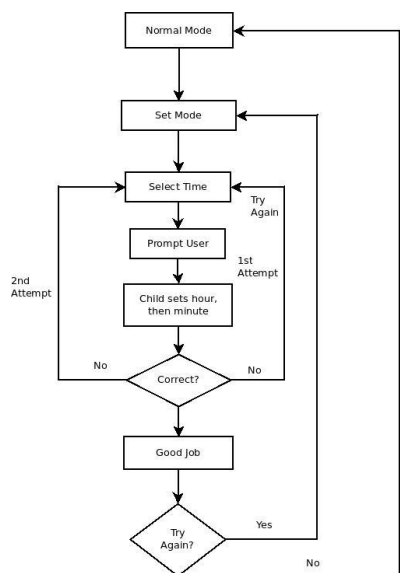 Normal Mode
Set Mode
Select Time
Try
Again
Prompt User
1st
Attempt
2nd
Attempt
Child sets hour,
then minute
No
Correct?
No
Good Job
Try
Again?
Yes
No